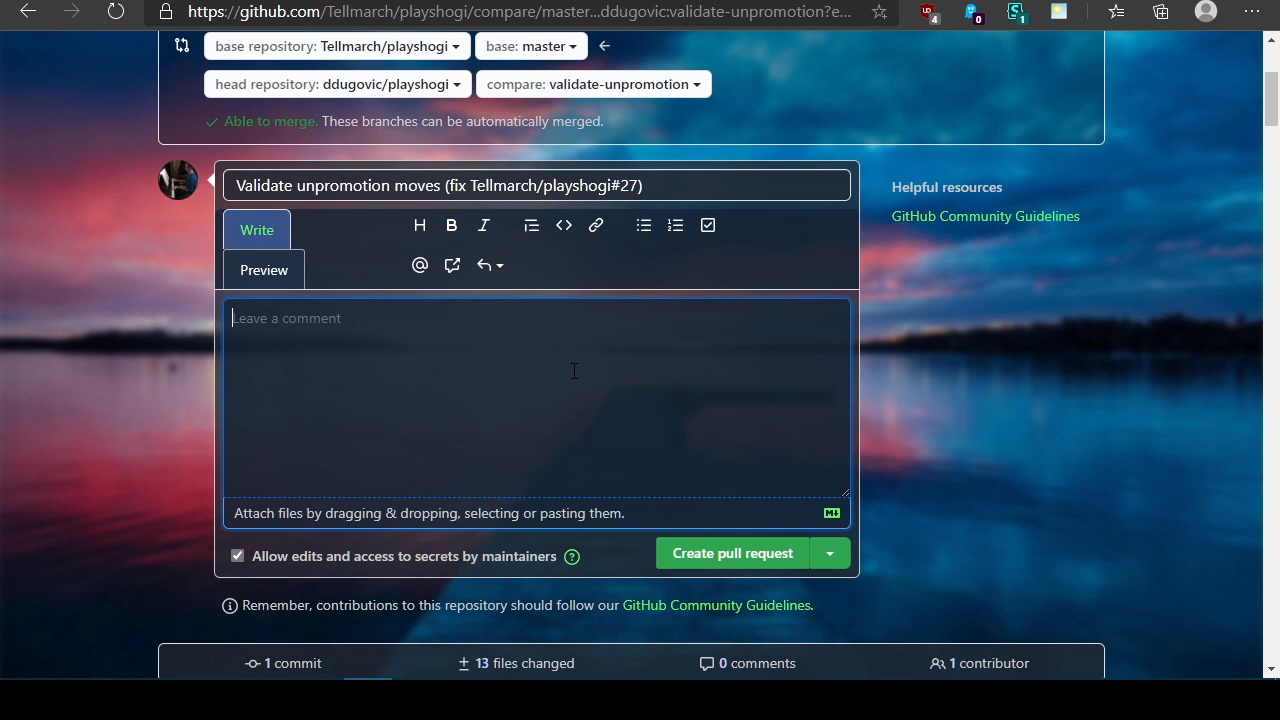 https://github.com/Tellmarch/playshogi/compare/master...ddugovic:validate-unpromotion?e...
4
0
1
base repository: Tellmarch/playshogi
base: master
head repository: ddugovic/playshogi
compare: validate-unpromotion
Able to merge. These branches can be automatically merged.
Validate unpromotion moves (fix Tellmarch/playshogi#27)
Helpful resources
GitHub Community Guidelines
Write
Preview
Leave a comment
Attach files by dragging & dropping, selecting or pasting them.
Allow edits and access to secrets by maintainers
Create pull request
Remember, contributions to this repository should follow our GitHub Community Guidelines.
1 commit
13 files changed
0 comments
1 contributor